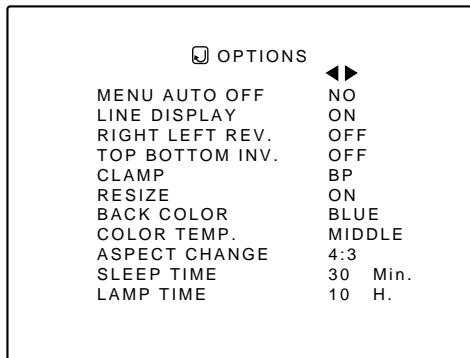 OPTIONS
◀▶
MENU AUTO OFF NO
LINE DISPLAY ON
RIGHT LEFT REV. OFF
TOP BOTTOM INV. OFF
CLAMP BP
RESIZE ON
BACK COLOR BLUE
COLOR TEMP. MIDDLE
ASPECT CHANGE 4:3
SLEEP TIME 30 Min.
LAMP TIME 10 H.